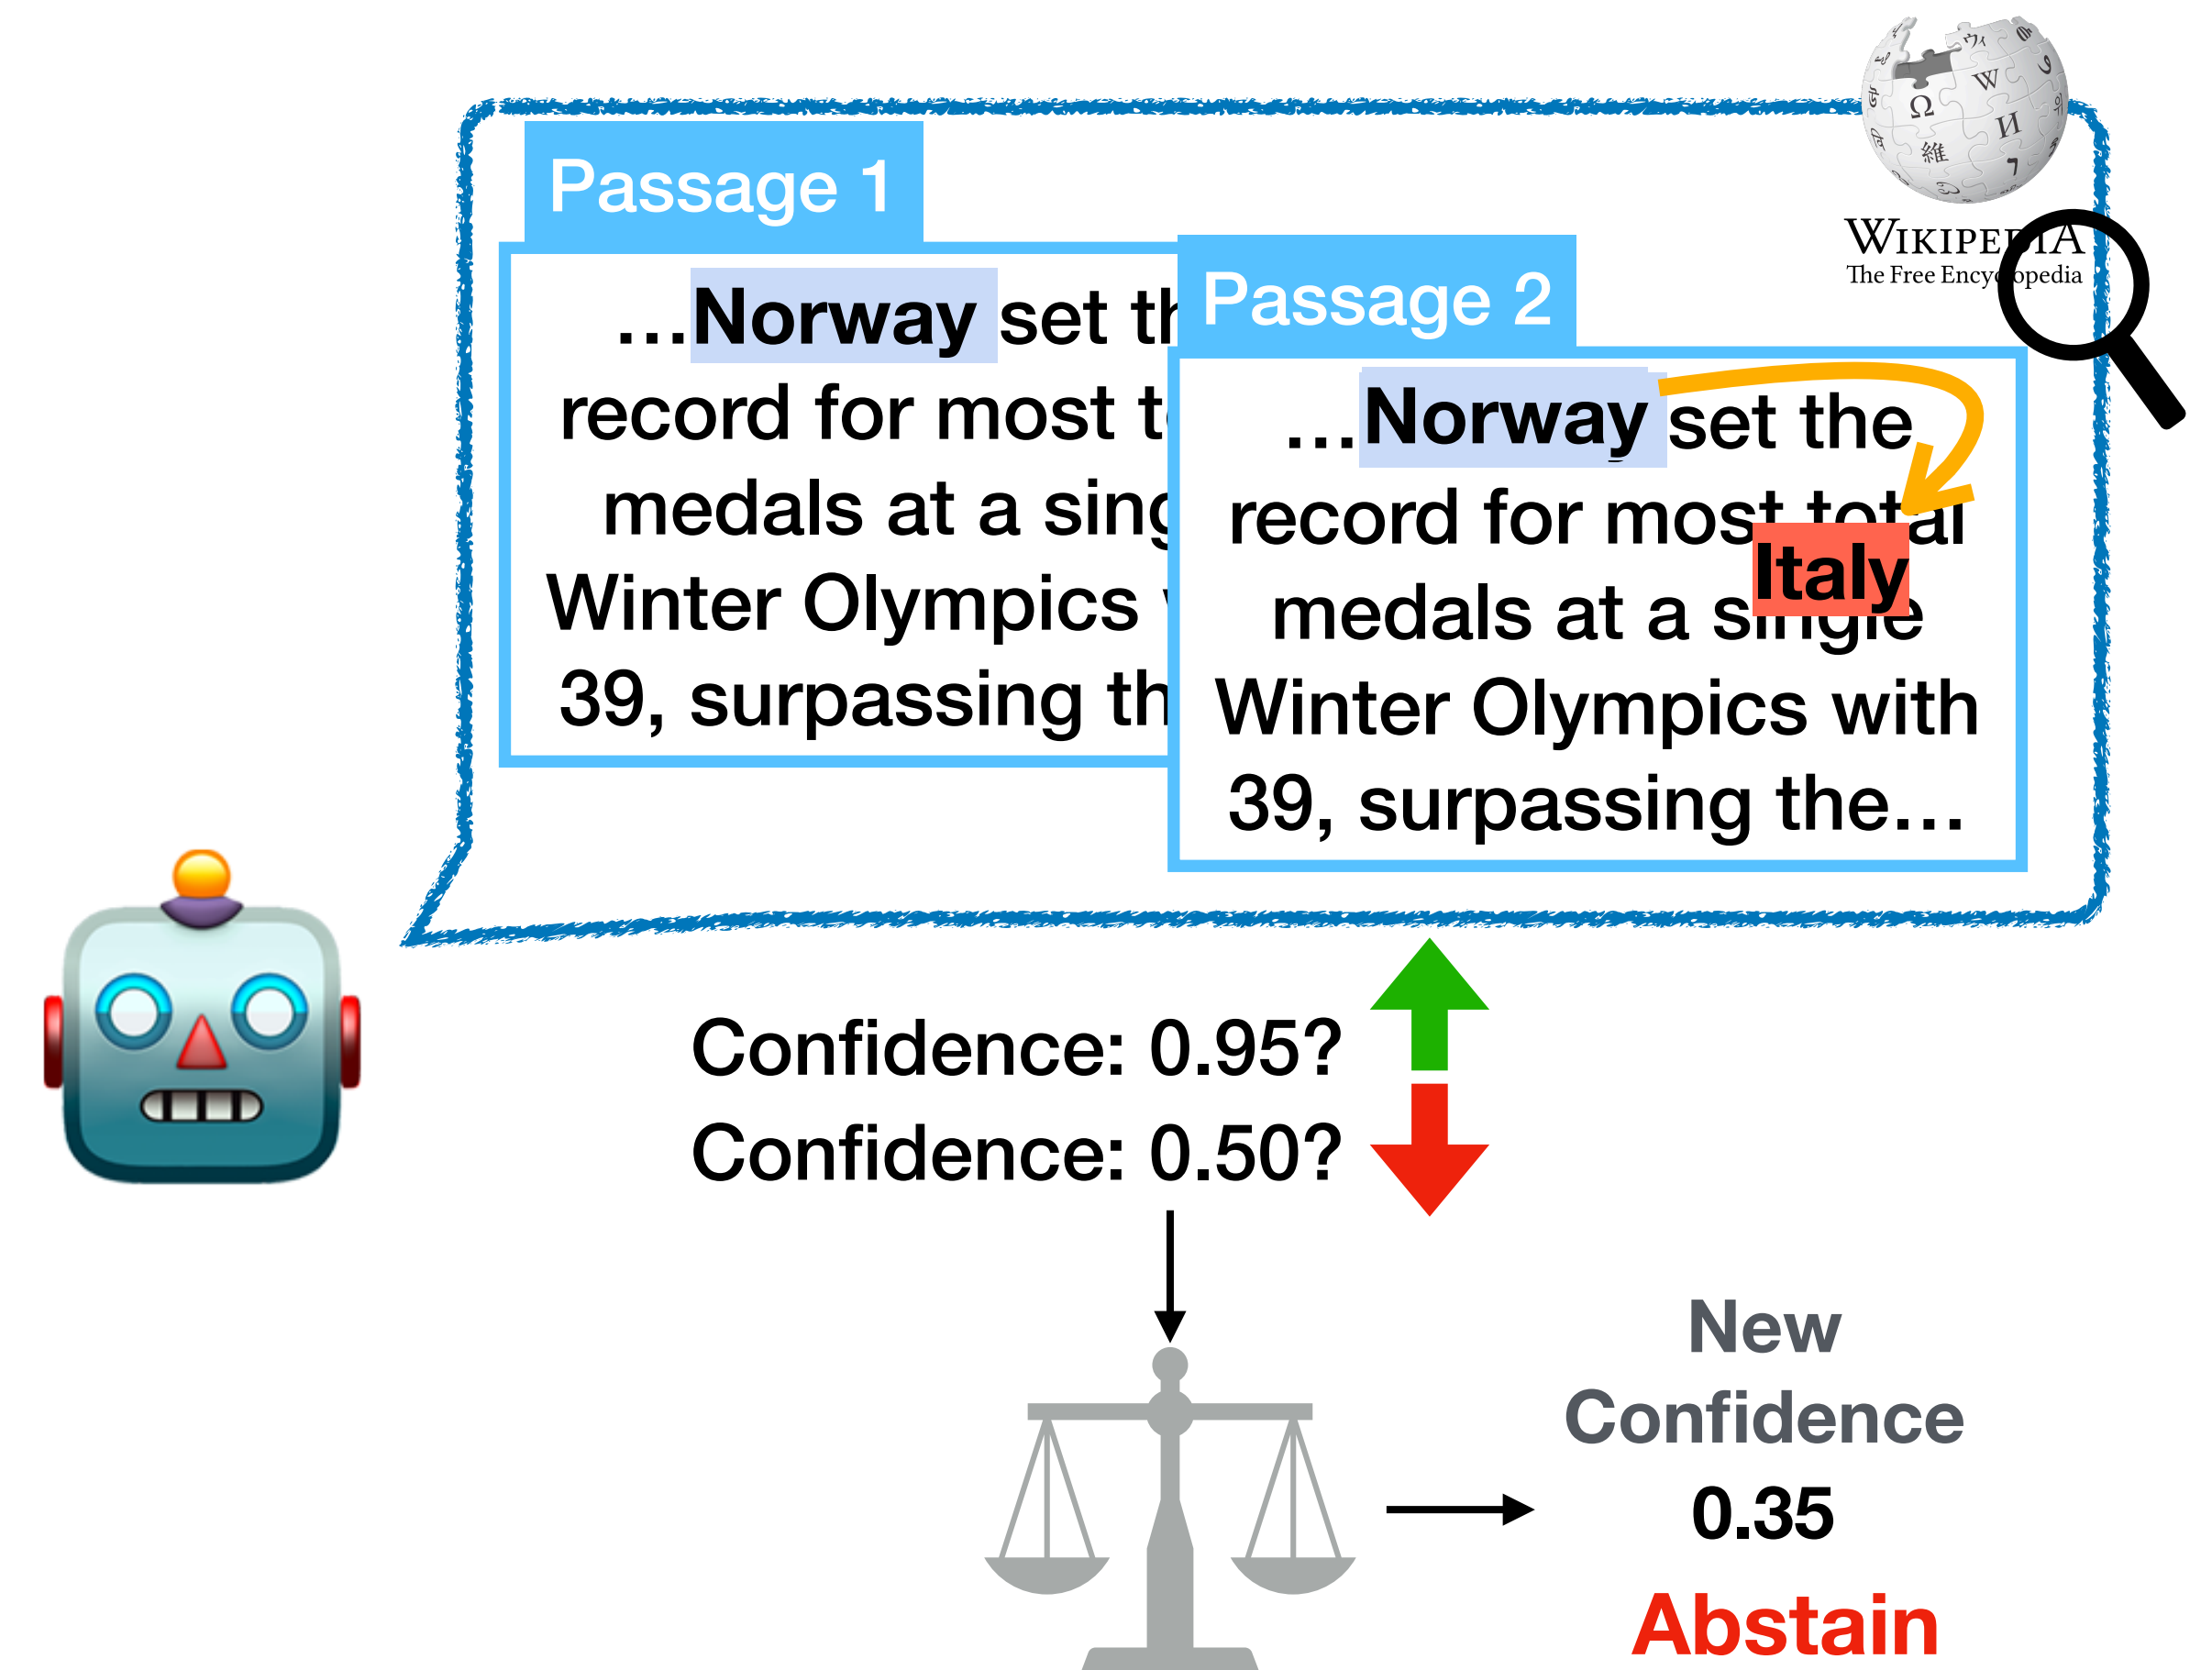 Passage 1
...Norway set th
record for most t
medals at a sing
Winter Olympics
39, surpassing th
Passage 2
...Norway set the
record for most total
Italy
medals at a single
Winter Olympics with
39, surpassing the...
WIKIPEDIA
The Free Encyclopedia
Confidence: 0.95?
Confidence: 0.50?
New
Confidence
0.35
Abstain